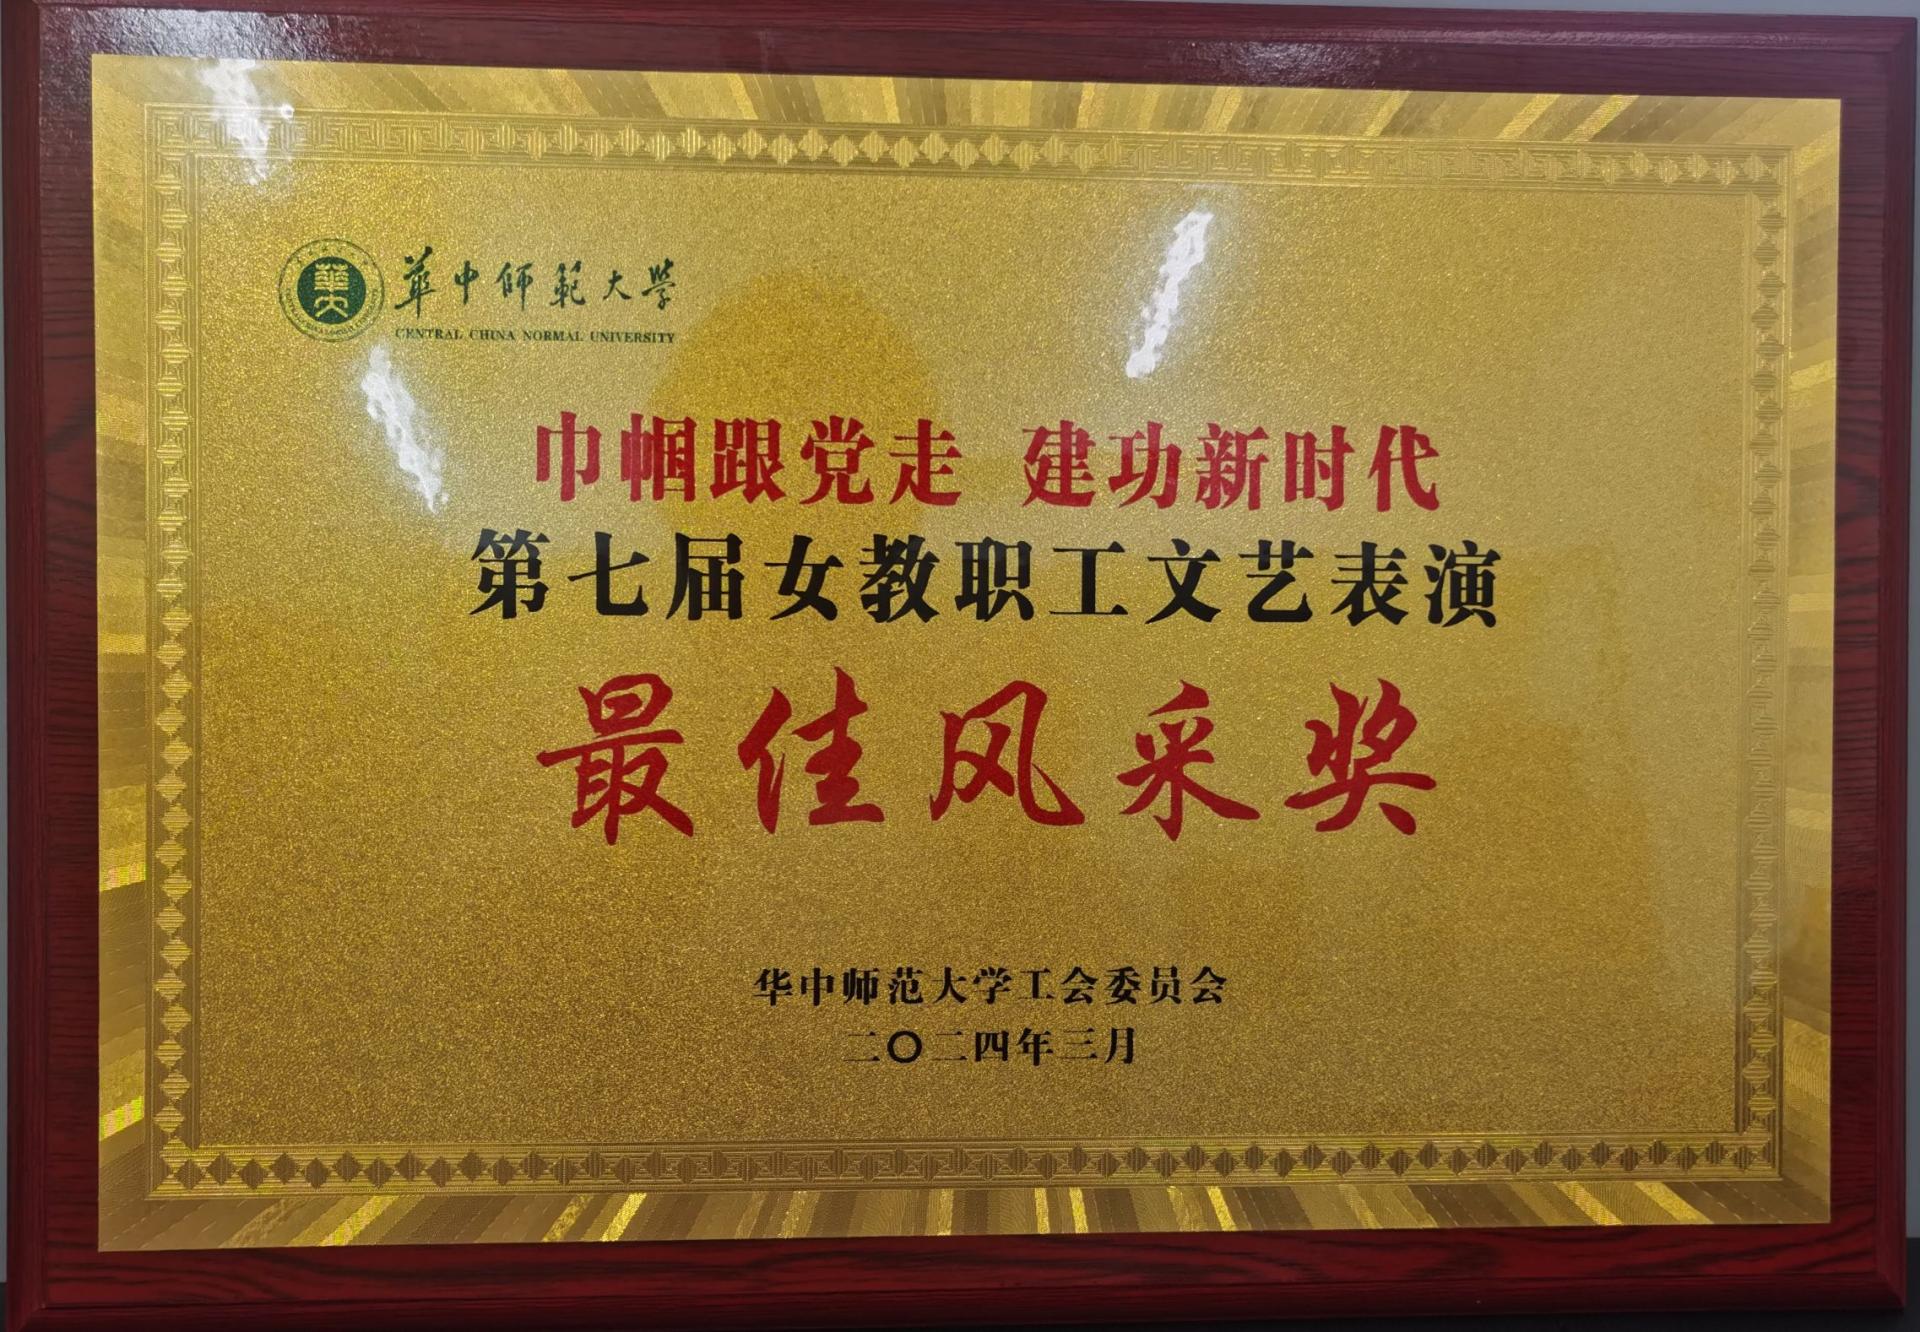 華中師範大學
CENTRAL CHINA NORMAL UNIVERSITY
巾帼跟党走 建功新时代
第七届女教职工文艺表演
最佳风采奖
华中师范大学工会委员会
二〇二四年三月